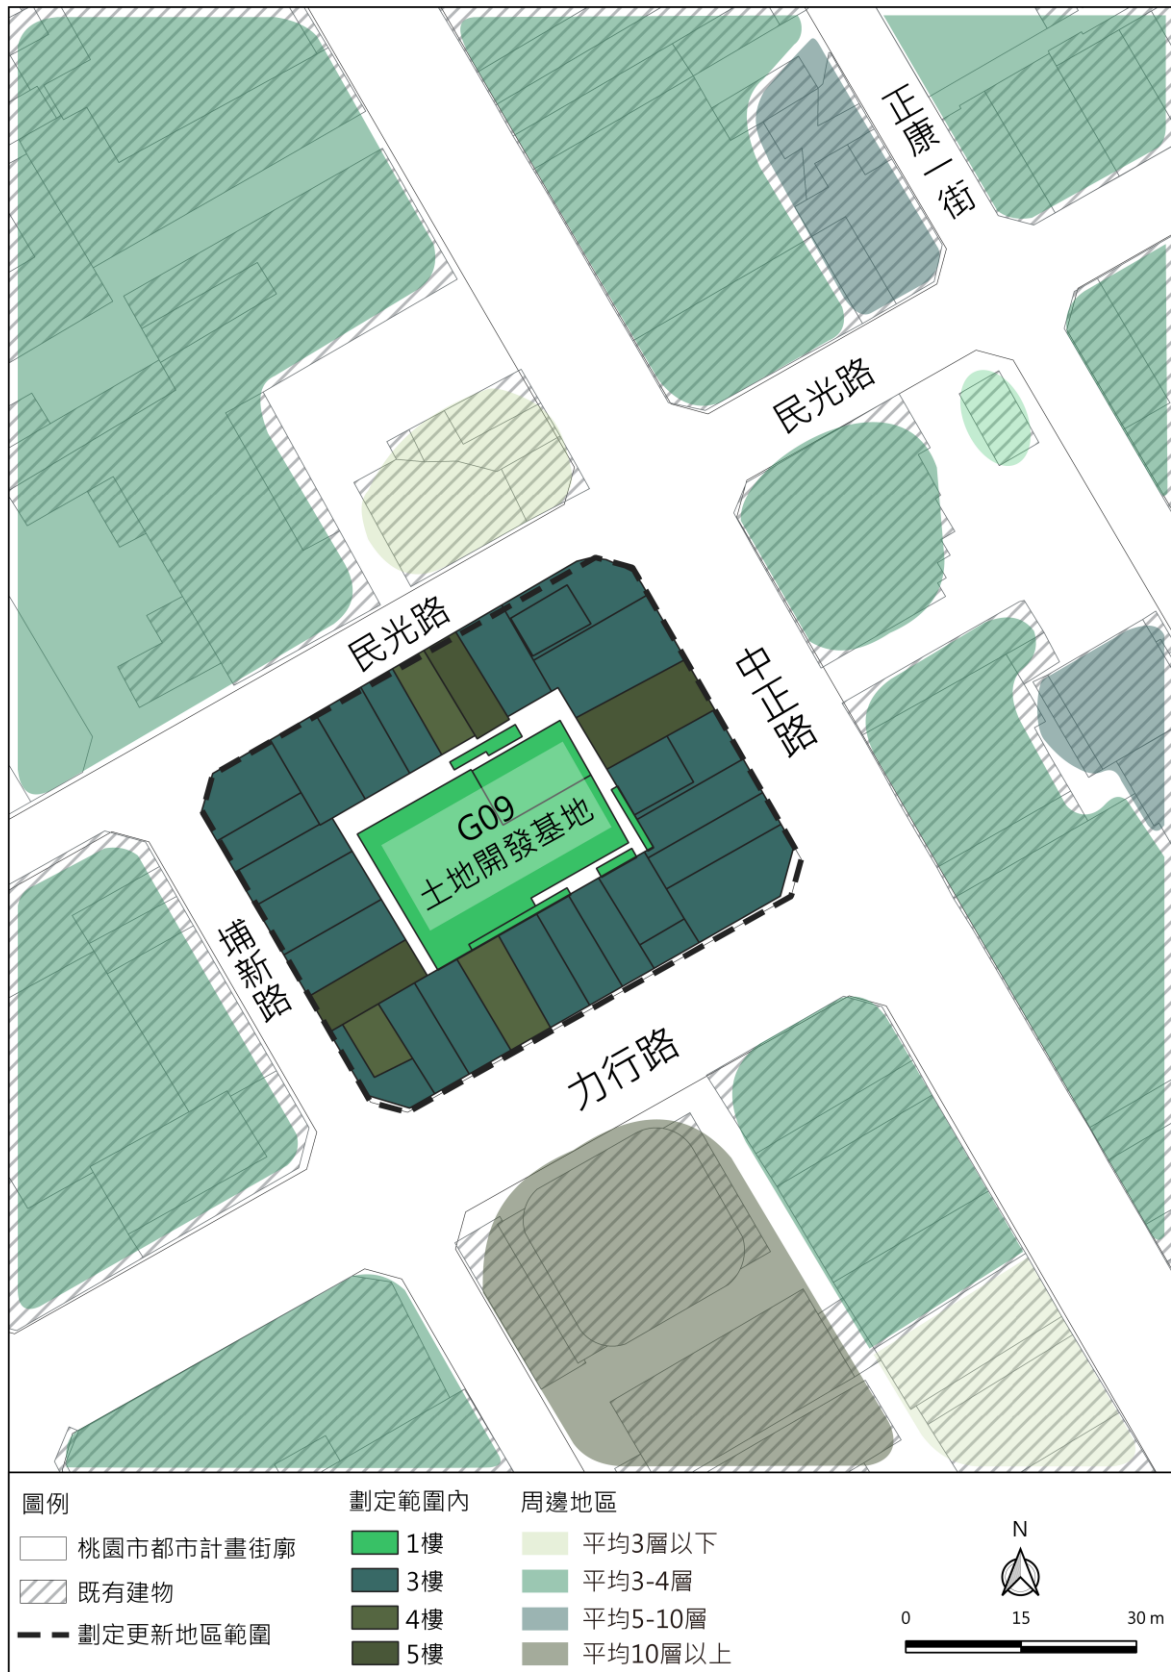 正康一街
民光路
民光路
中正路
G09
土地開發基地
埔新路
力行路
圖例
桃園市都市計畫街廓
既有建物
劃定更新地區範圍
劃定範圍內
1樓
3樓
4樓
5樓
周邊地區
平均3層以下
平均3-4層
平均5-10層
平均10層以上
N
0 15 30 m